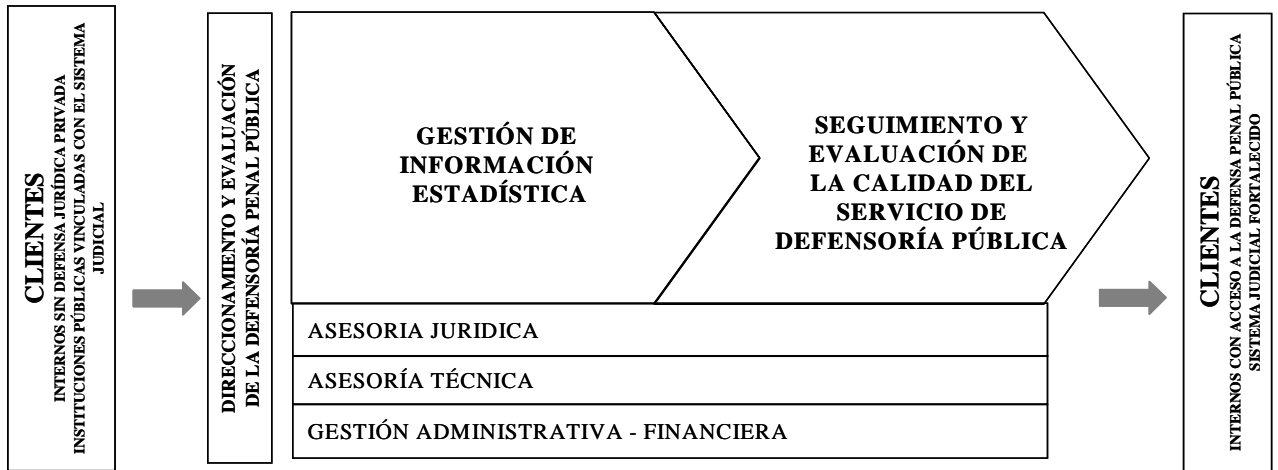 CLIENTES
INTERNOS SIN DEFENSA JURÍDICA PRIVADA
INSTITUCIONES PÚBLICAS VINCULADAS CON EL SISTEMA
JUDICIAL
DIRECCIONAMIENTO Y EVALUACIÓN
DE LA DEFENSORÍA PENAL PÚBLICA
GESTIÓN DE
INFORMACIÓN
ESTADÍSTICA
SEGUIMIENTO Y
EVALUACIÓN DE
LA CALIDAD DEL
SERVICIO DE
DEFENSORÍA PÚBLICA
ASESORIA JURIDICA
ASESORÍA TÉCNICA
GESTIÓN ADMINISTRATIVA - FINANCIERA
CLIENTES
INTERNOS CON ACCESO A LA DEFENSA PENAL PÚBLICA
SISTEMA JUDICIAL FORTALECIDO